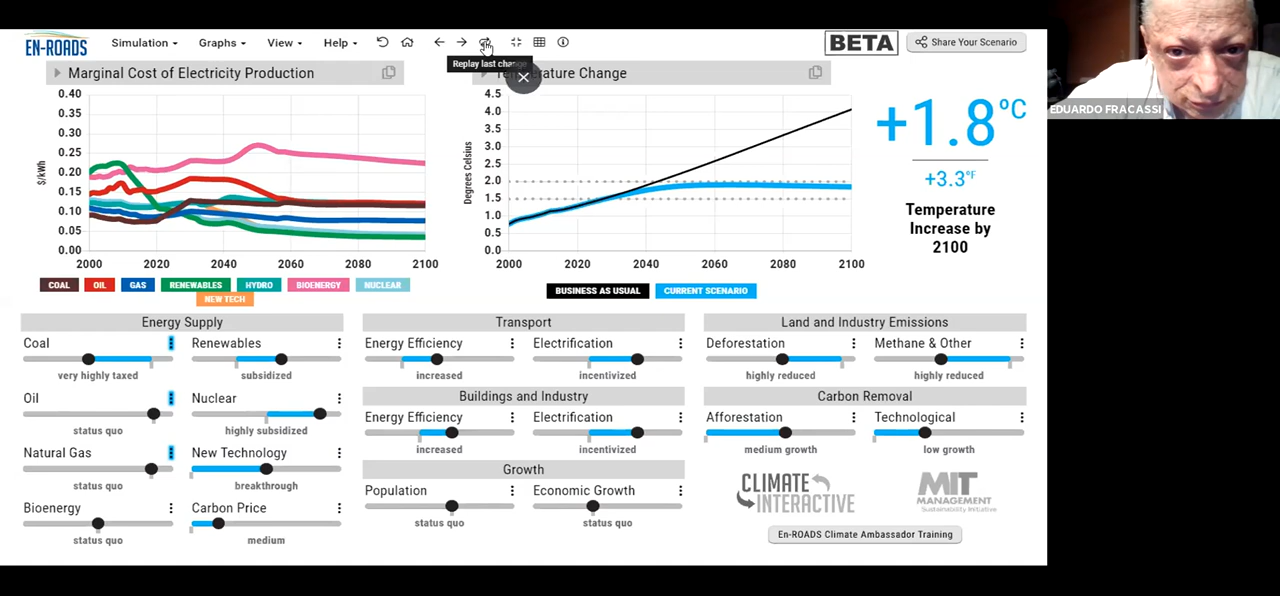 EN-ROADS
Simulation Graphs View Help
BETA
Share Your Scenario
Replay last change
Marginal Cost of Electricity Production
Temperature Change
EDUARDO FRACASSI
$/kWh
0.40
0.35
0.30
0.25
0.20
0.15
0.10
0.05
0.00
2000 2020 2040 2060 2080 2100
COAL OIL GAS RENEWABLES HYDRO BIOENERGY NUCLEAR
NEW TECH
Degrees Celsius
4.5
4.0
3.5
3.0
2.5
2.0
1.5
1.0
0.5
0.0
2000 2020 2040 2060 2080 2100
BUSINESS AS USUAL CURRENT SCENARIO
+1.8°C
+3.3°F
Temperature
Increase by
2100
Energy Supply
Coal
very highly taxed
Renewables
subsidized
Oil
status quo
Nuclear
highly subsidized
Natural Gas
status quo
New Technology
breakthrough
Bioenergy
status quo
Carbon Price
medium
Transport
Energy Efficiency
increased
Electrification
incentivized
Buildings and Industry
Energy Efficiency
increased
Electrification
incentivized
Growth
Population
status quo
Economic Growth
status quo
Land and Industry Emissions
Deforestation
highly reduced
Methane & Other
highly reduced
Carbon Removal
Afforestation
medium growth
Technological
low growth
CLIMATE
INTERACTIVE
MIT
MANAGEMENT
Sustainability Initiative
En-ROADS Climate Ambassador Training